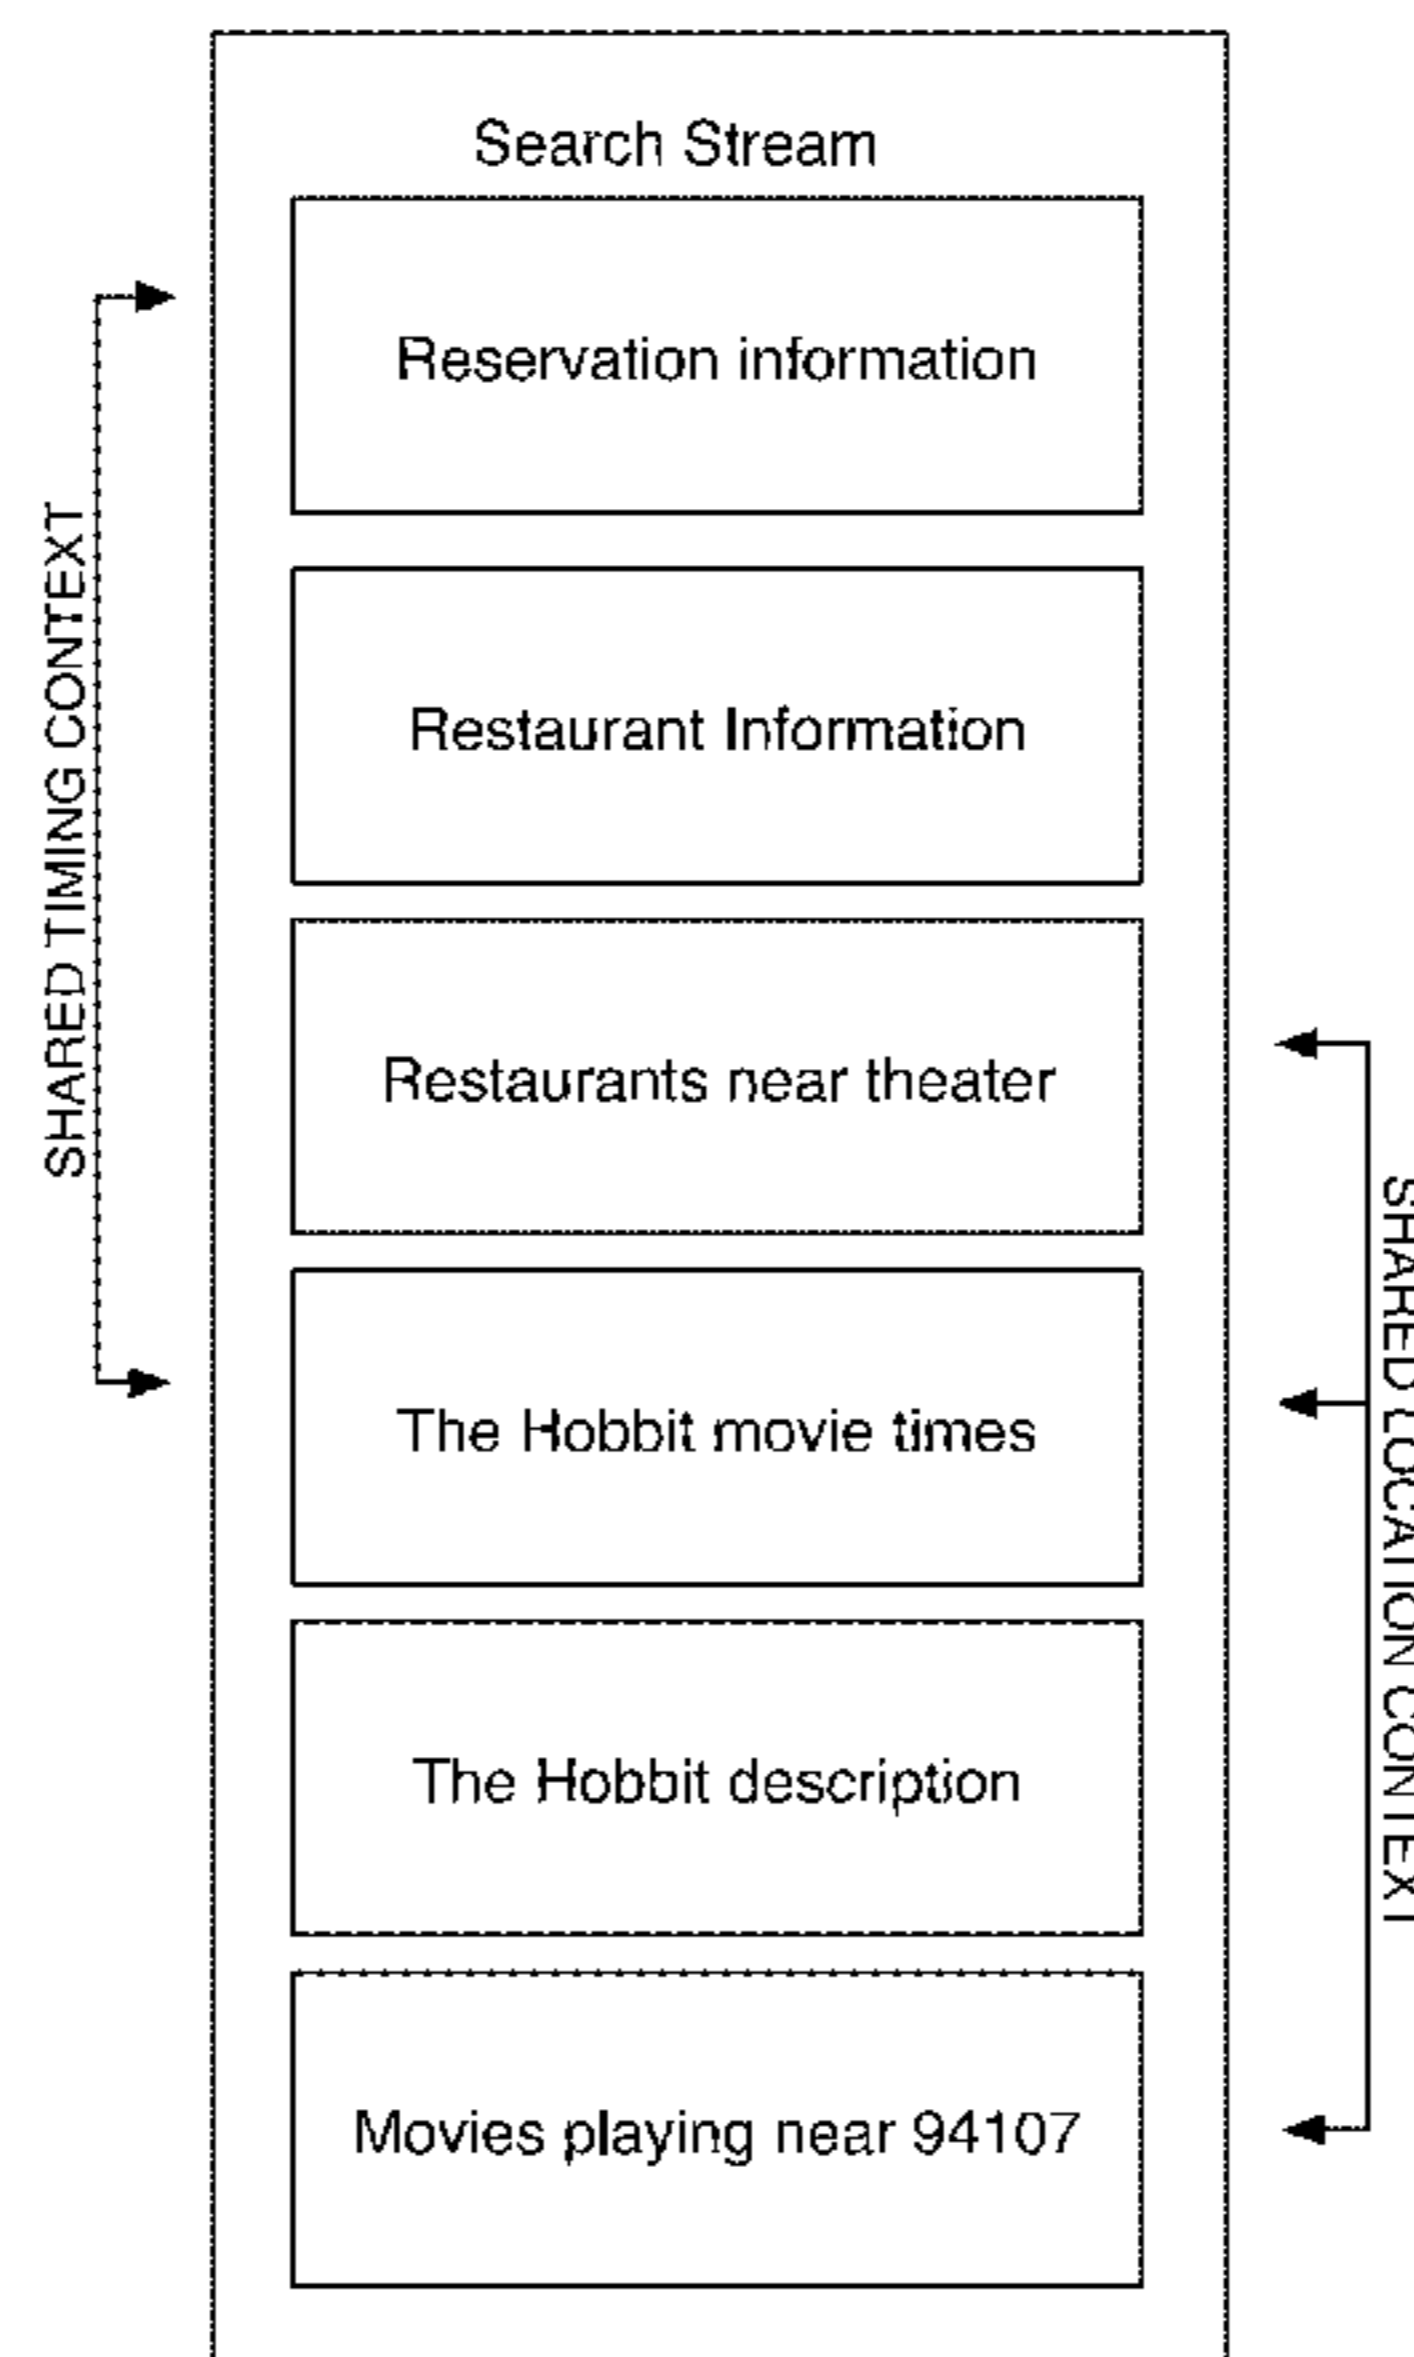 Search Stream
Reservation information
SHARED TIMING CONTEXT
Restaurant Information
Restaurants near theater
SHARED LOCATION CONTEXT
The Hobbit movie times
The Hobbit description
Movies playing near 94107